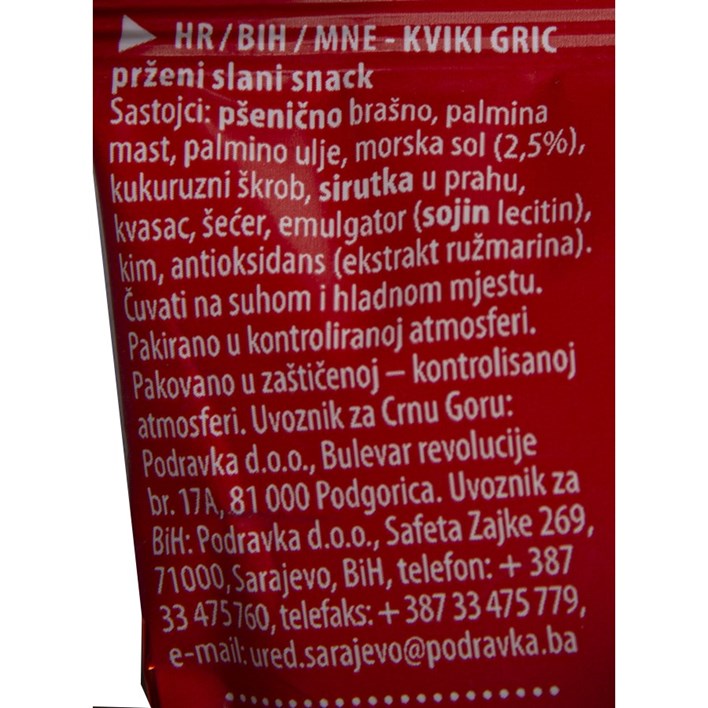 HR / BIH / MNE - KVIKI GRIC
prženi slani snack
Sastojci: pšenično brašno, palmina
mast, palmino ulje, morska sol (2,5%),
kukuruzni škrob, sirutka u prahu,
kvasac, šećer, emulgator (sojin lecitin),
kim, antioksidans (ekstrakt ružmarina).
Čuvati na suhom i hladnom mjestu.
Pakirano u kontroliranoj atmosferi.
Pakovano u zaštičenoj – kontrolisanoj
atmosferi. Uvoznik za Crnu Goru:
Podravka d.o.o., Bulevar revolucije
br. 17A, 81 000 Podgorica. Uvoznik za
BiH: Podravka d.o.o., Safeta Zajke 269,
71000, Sarajevo, BiH, telefon: + 387
33 475760, telefaks: + 387 33 475 779,
e-mail: ured.sarajevo@podravka.ba